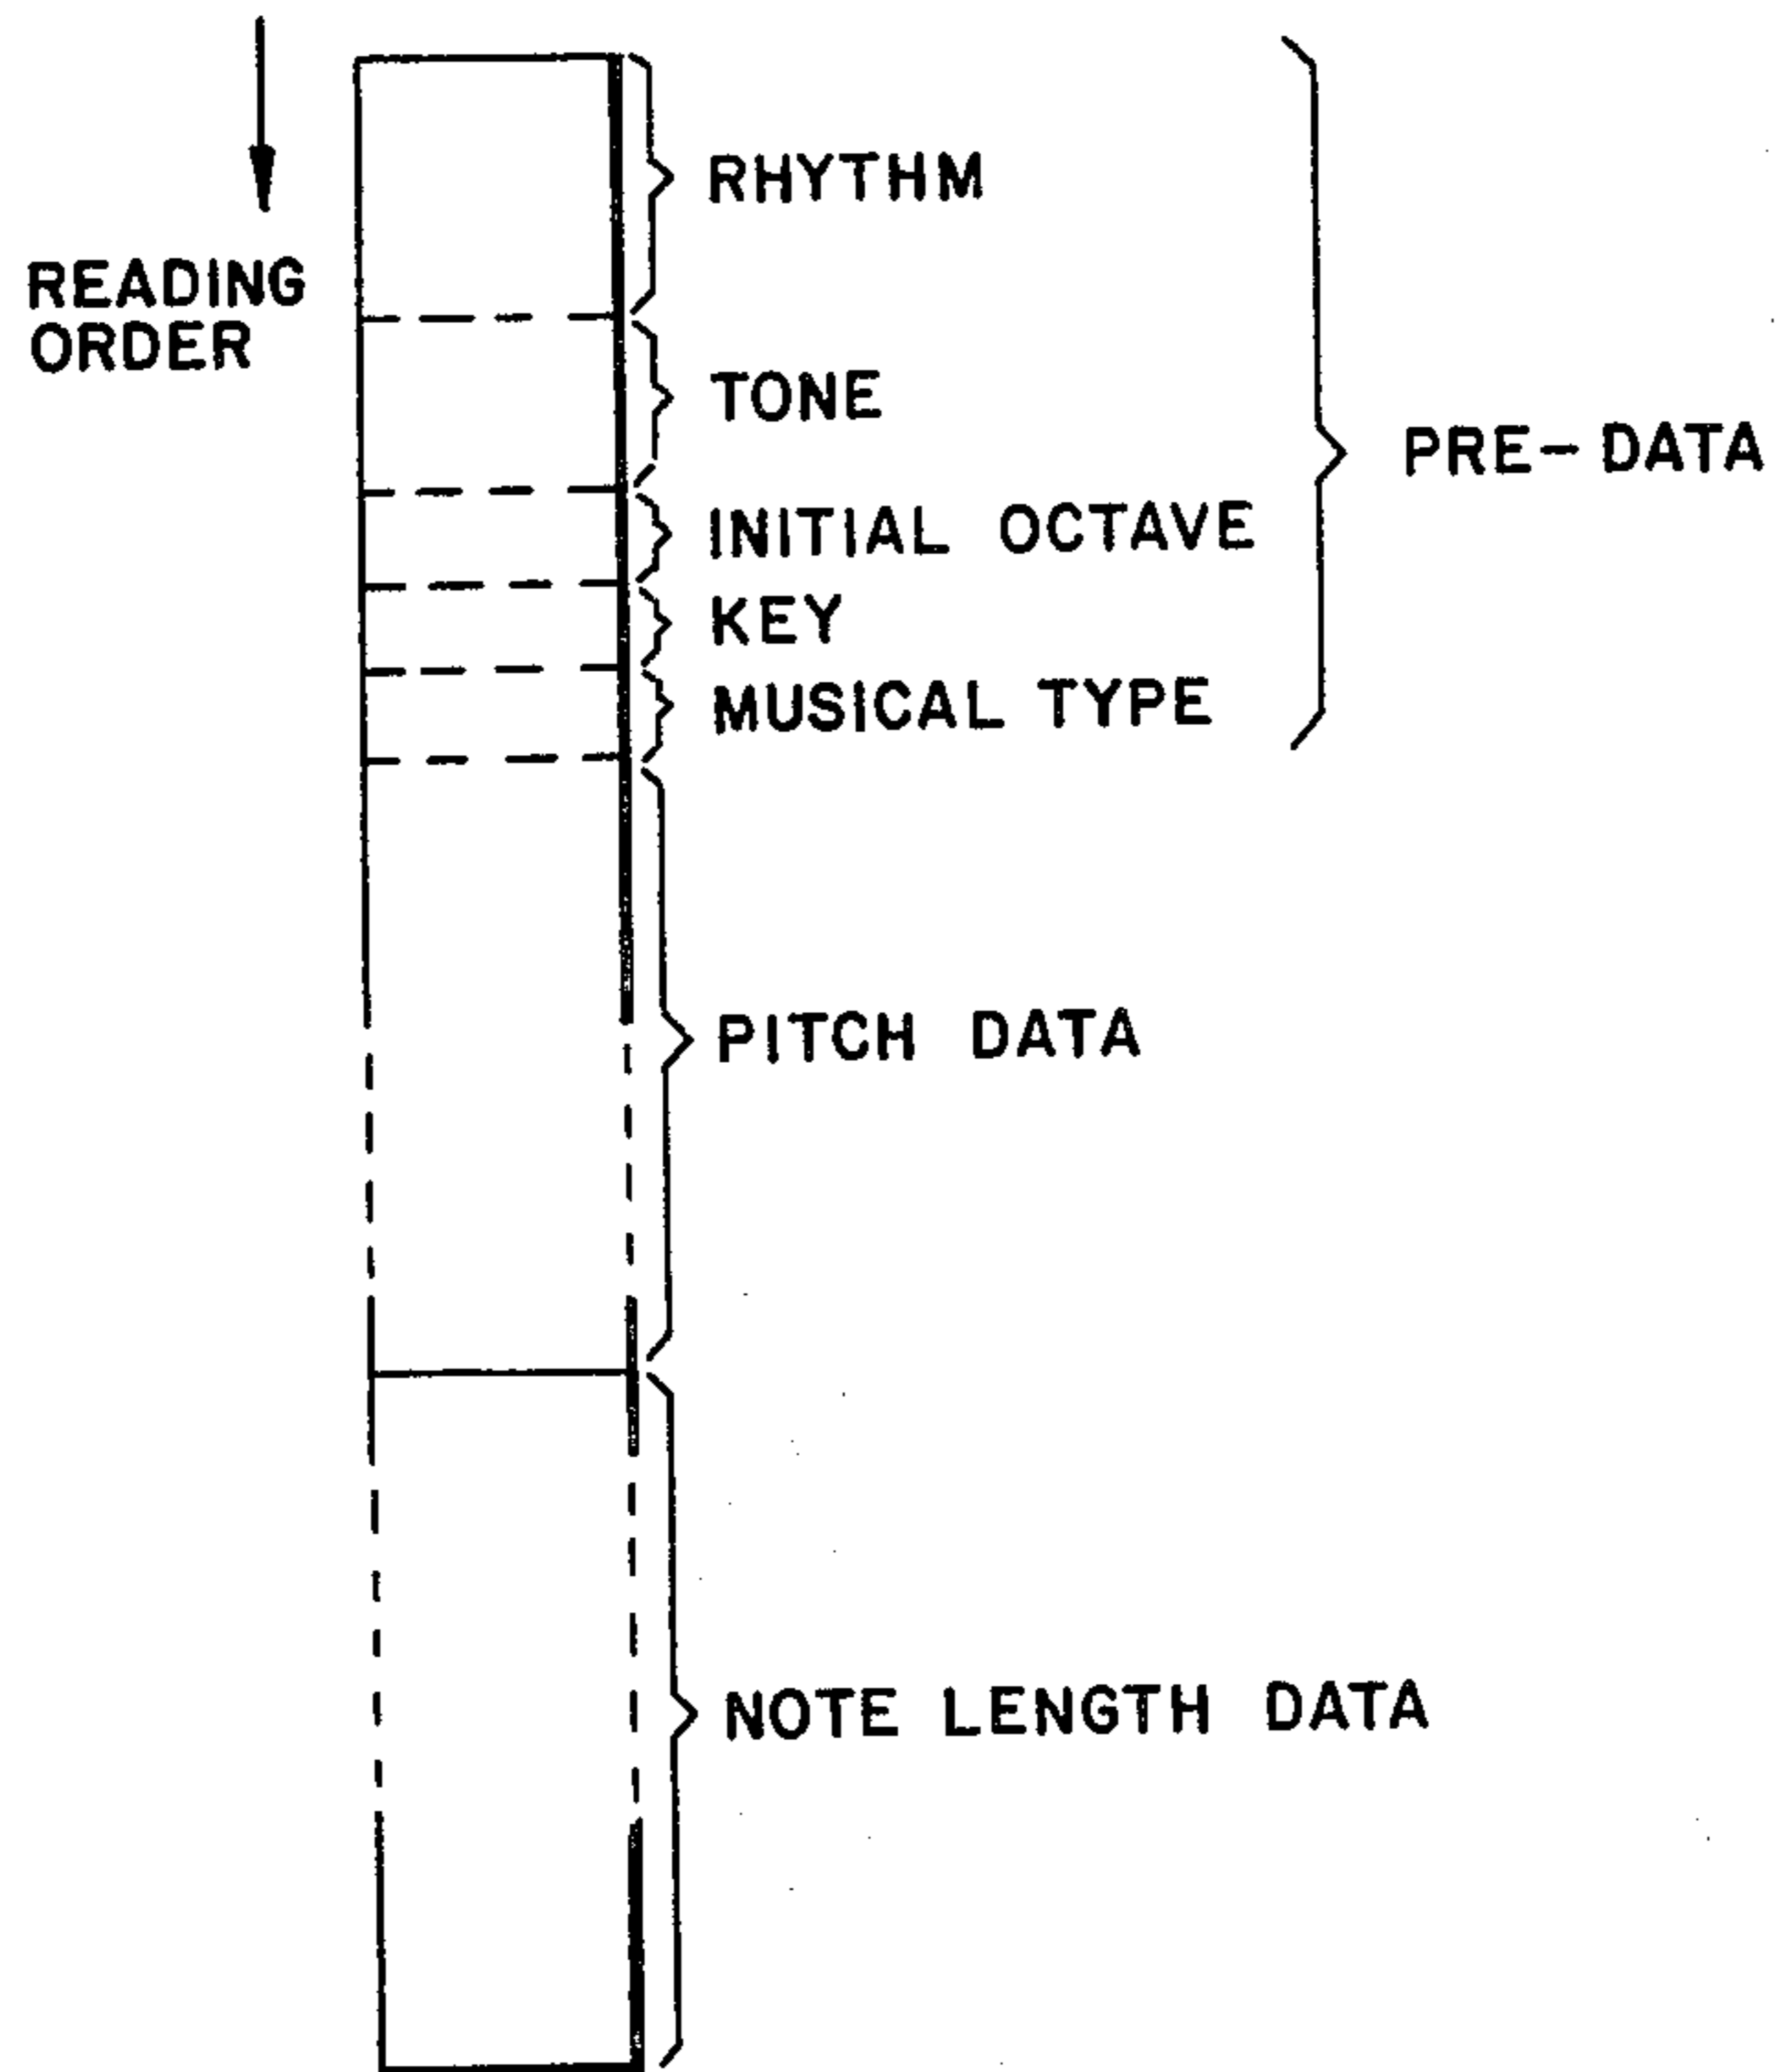 RHYTHM
READING
ORDER
TONE
PRE-DATA
INITIAL OCTAVE
KEY
MUSICAL TYPE
PITCH DATA
NOTE LENGTH DATA